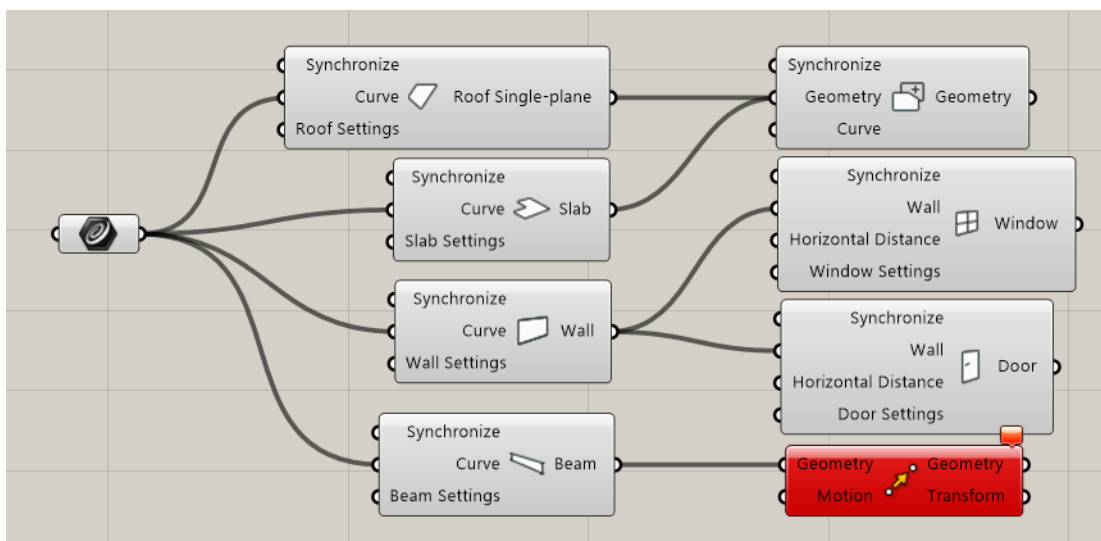 Synchronize
Curve Roof Single-plane
Roof Settings
Synchronize
Curve Slab
Slab Settings
Synchronize
Curve Wall
Wall Settings
Synchronize
Curve Beam
Beam Settings
Synchronize
Geometry Geometry
Curve
Synchronize
Wall
Window
Horizontal Distance
Window Settings
Synchronize
Wall
Door
Horizontal Distance
Door Settings
Geometry Geometry
Motion Transform